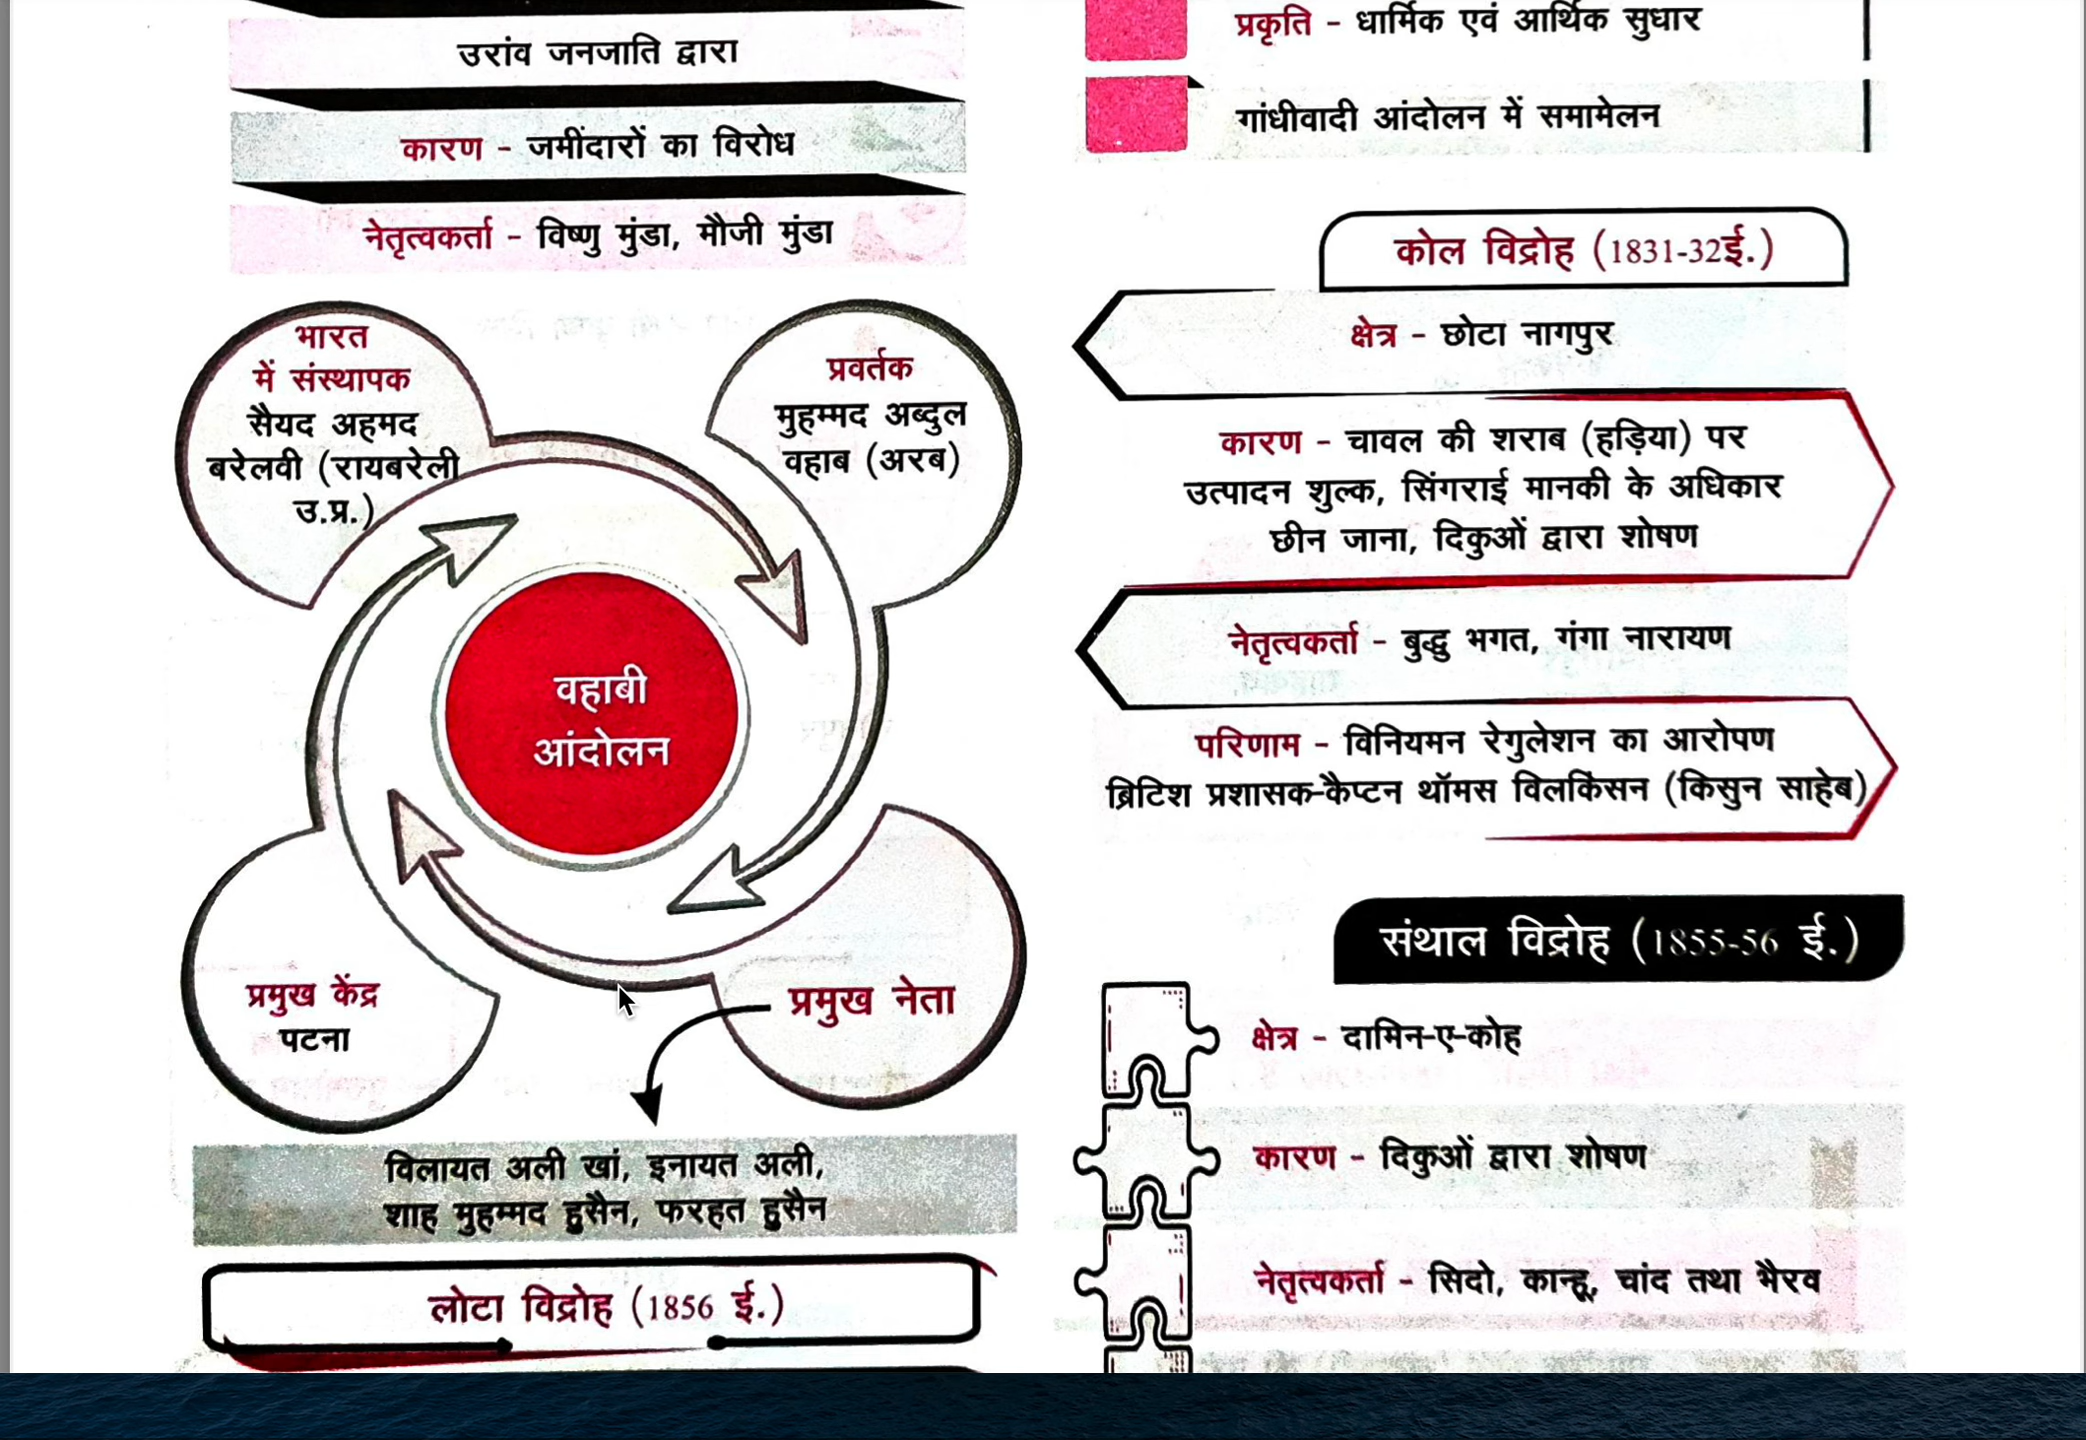 उरांव जनजाति द्वारा
कारण - जमींदारों का विरोध
नेतृत्वकर्ता - विष्णु मुंडा, मौजी मुंडा
भारत
में संस्थापक
सैयद अहमद
बरेलवी (रायबरेली
उ.प्र.)
प्रवर्तक
मुहम्मद अब्दुल
वहाब (अरब)
वहाबी
आंदोलन
प्रमुख केंद्र
पटना
प्रमुख नेता
विलायत अली खां, इनायत अली,
शाह मुहम्मद हुसैन, फरहत हुसैन
लोटा विद्रोह (1856 ई.)
प्रकृति - धार्मिक एवं आर्थिक सुधार
गांधीवादी आंदोलन में समामेलन
कोल विद्रोह (1831-32ई.)
क्षेत्र - छोटा नागपुर
कारण - चावल की शराब (हड़िया) पर
उत्पादन शुल्क, सिंगराई मानकी के अधिकार
छीन जाना, दिकुओं द्वारा शोषण
नेतृत्वकर्ता - बुद्धु भगत, गंगा नारायण
परिणाम - विनियमन रेगुलेशन का आरोपण
ब्रिटिश प्रशासक-कैप्टन थॉमस विलकिंसन (किसुन साहेब)
संथाल विद्रोह (1855-56 ई.)
क्षेत्र - दामिन-ए-कोह
कारण - दिकुओं द्वारा शोषण
नेतृत्वकर्ता - सिदो, कान्हू, चांद तथा भैरव